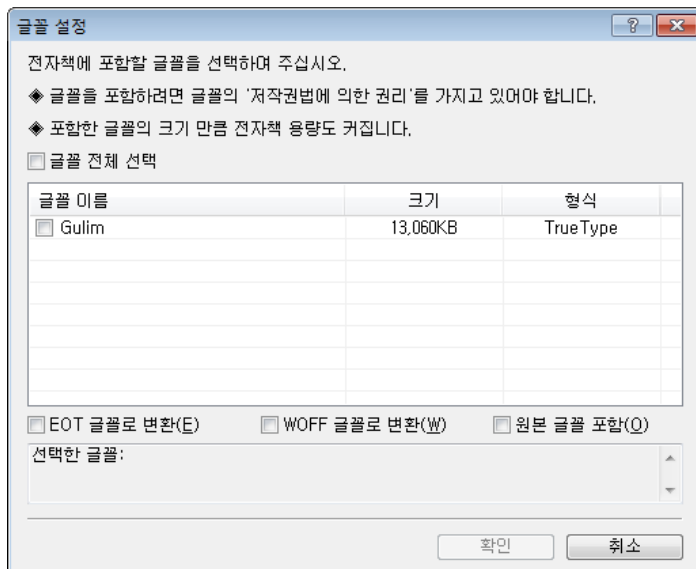 글꼴 설정
전자책에 포함할 글꼴을 선택하여 주십시오.
◈ 글꼴을 포함하려면 글꼴의 '저작권법에 의한 권리'를 가지고 있어야 합니다.
◈ 포함한 글꼴의 크기 만큼 전자책 용량도 커집니다.
글꼴 전체 선택
글꼴 이름 크기 형식
Gulim 13,060KB TrueType
EOT 글꼴로 변환(E) WOFF 글꼴로 변환(W) 원본 글꼴 포함(O)
선택한 글꼴:
확인 취소